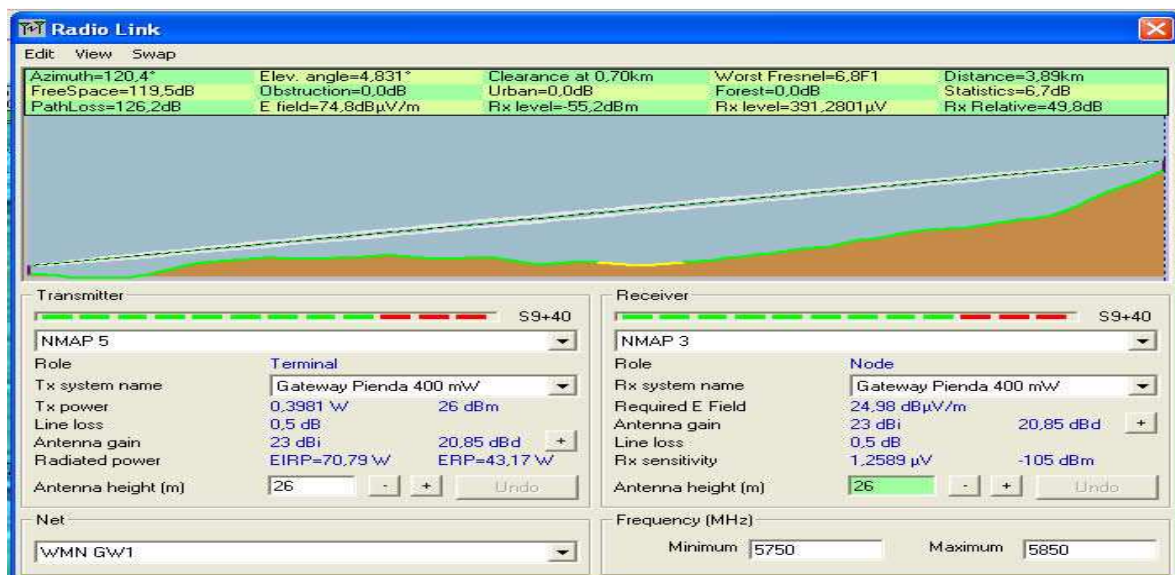 Radio Link
Edit View Swap
Azimuth=120,4° Elev. angle=4,831° Clearance at 0,70km Worst Fresnel=6,8F1 Distance=3,89km
FreeSpace=119,5dB Obstruction=0,0dB Urban=0,0dB Forest=0,0dB Statistics=6,7dB
PathLoss=126,2dB E field=74,8dBµV/m Rx level=-55,2dBm Rx level=391,2801µV Rx Relative=49,8dB
Transmitter
S9+40
NMAP 5
Role Terminal
Tx system name Gateway Pienda 400 mW
Tx power 0,3981 W 26 dBm
Line loss 0,5 dB
Antenna gain 23 dBi 20,85 dBd +
Radiated power EIRP=70,79 W ERP=43,17 W
Antenna height (m) 26 - + Undo
Net
WMN GW1
Receiver
S9+40
NMAP 3
Role Node
Rx system name Gateway Pienda 400 mW
Required E Field 24,98 dBµV/m
Antenna gain 23 dBi 20,85 dBd +
Line loss 0,5 dB
Rx sensitivity 1,2589 µV -105 dBm
Antenna height (m) 26 - + Undo
Frequency (MHz)
Minimum 5750 Maximum 5850